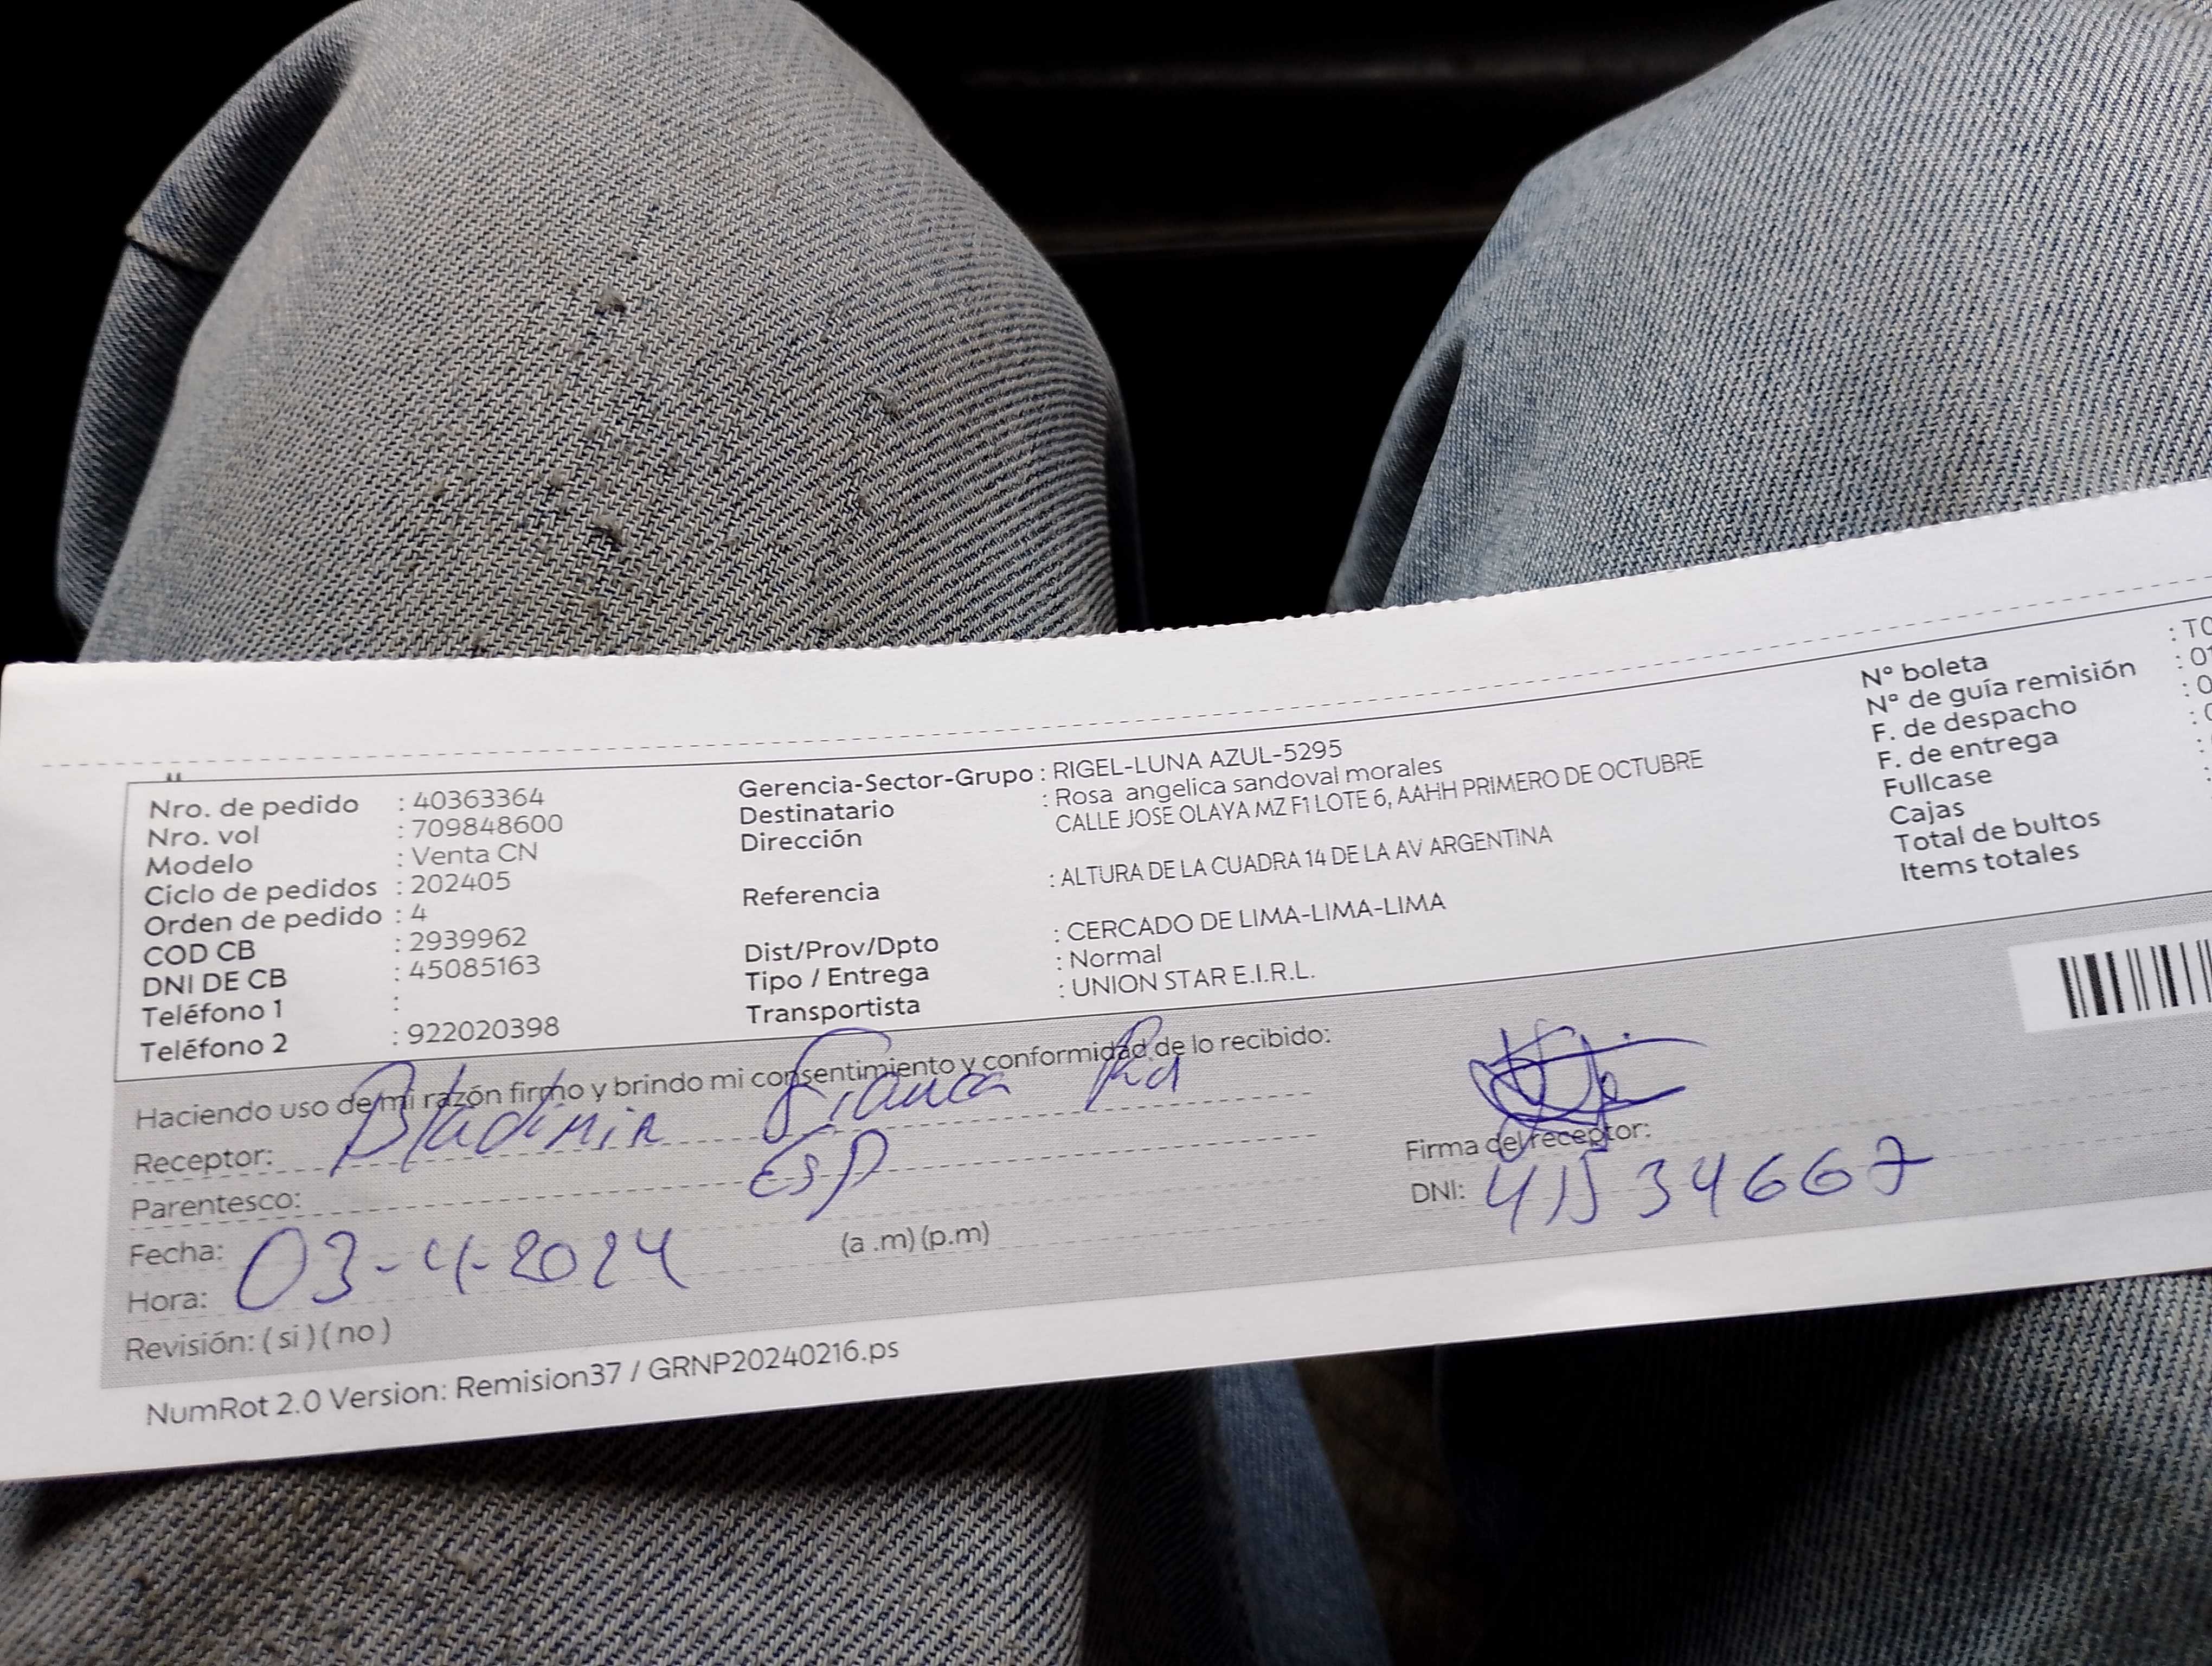 Nro. de pedido : 40363364
Nro. vol : 709848600
Modelo : Venta CN
Ciclo de pedidos : 202405
Orden de pedido : 4
COD CB : 2939962
DNI DE CB : 45085163
Teléfono 1 :
Teléfono 2 : 922020398
Gerencia-Sector-Grupo : RIGEL-LUNA AZUL-5295
Destinatario : Rosa angelica sandoval morales
Dirección CALLE JOSE OLAYA MZ F1 LOTE 6, AAHH PRIMERO DE OCTUBRE
Referencia : ALTURA DE LA CUADRA 14 DE LA AV ARGENTINA
Dist/Prov/Dpto : CERCADO DE LIMA-LIMA-LIMA
Tipo / Entrega : Normal
Transportista : UNION STAR E.I.R.L.
N° boleta
N° de guía remisión
F. de despacho
F. de entrega
Fullcase
Cajas
Total de bultos
Items totales
Haciendo uso de mi razón firmo y brindo mi consentimiento y conformidad de lo recibido:
Receptor: Bladimir
Parentesco: Esp
Fecha: 03-4-2024
Hora: (a .m) (p.m)
Revisión: ( si ) ( no )
Firma del receptor:
DNI: 41534667
NumRot 2.0 Version: Remision37 / GRNP20240216.ps